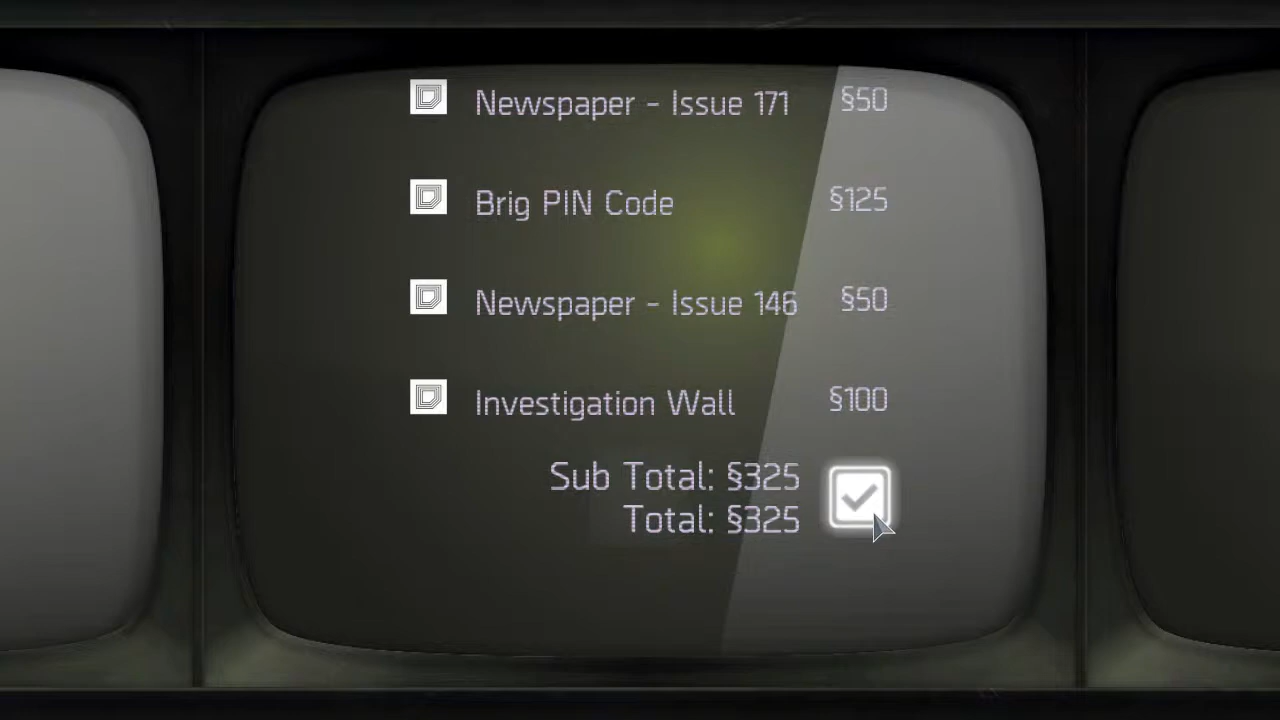 Newspaper - Issue 171 §50
Brig PIN Code §125
Newspaper - Issue 146 §50
Investigation Wall §100
Sub Total: §325
Total: §325